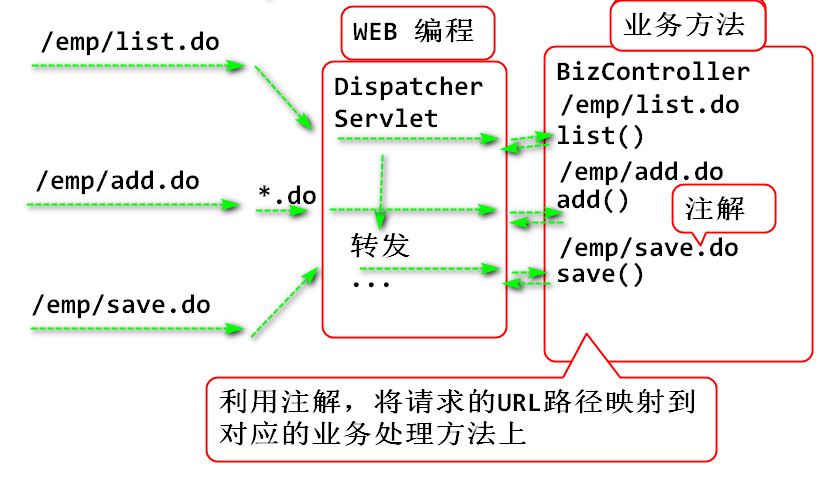 /emp/list.do
/emp/add.do
*.do
/emp/save.do
WEB 编程
Dispatcher
Servlet
转发
...
业务方法
BizController
/emp/list.do
list()
/emp/add.do
add()
注解
/emp/save.do
save()
利用注解，将请求的URL路径映射到
对应的业务处理方法上